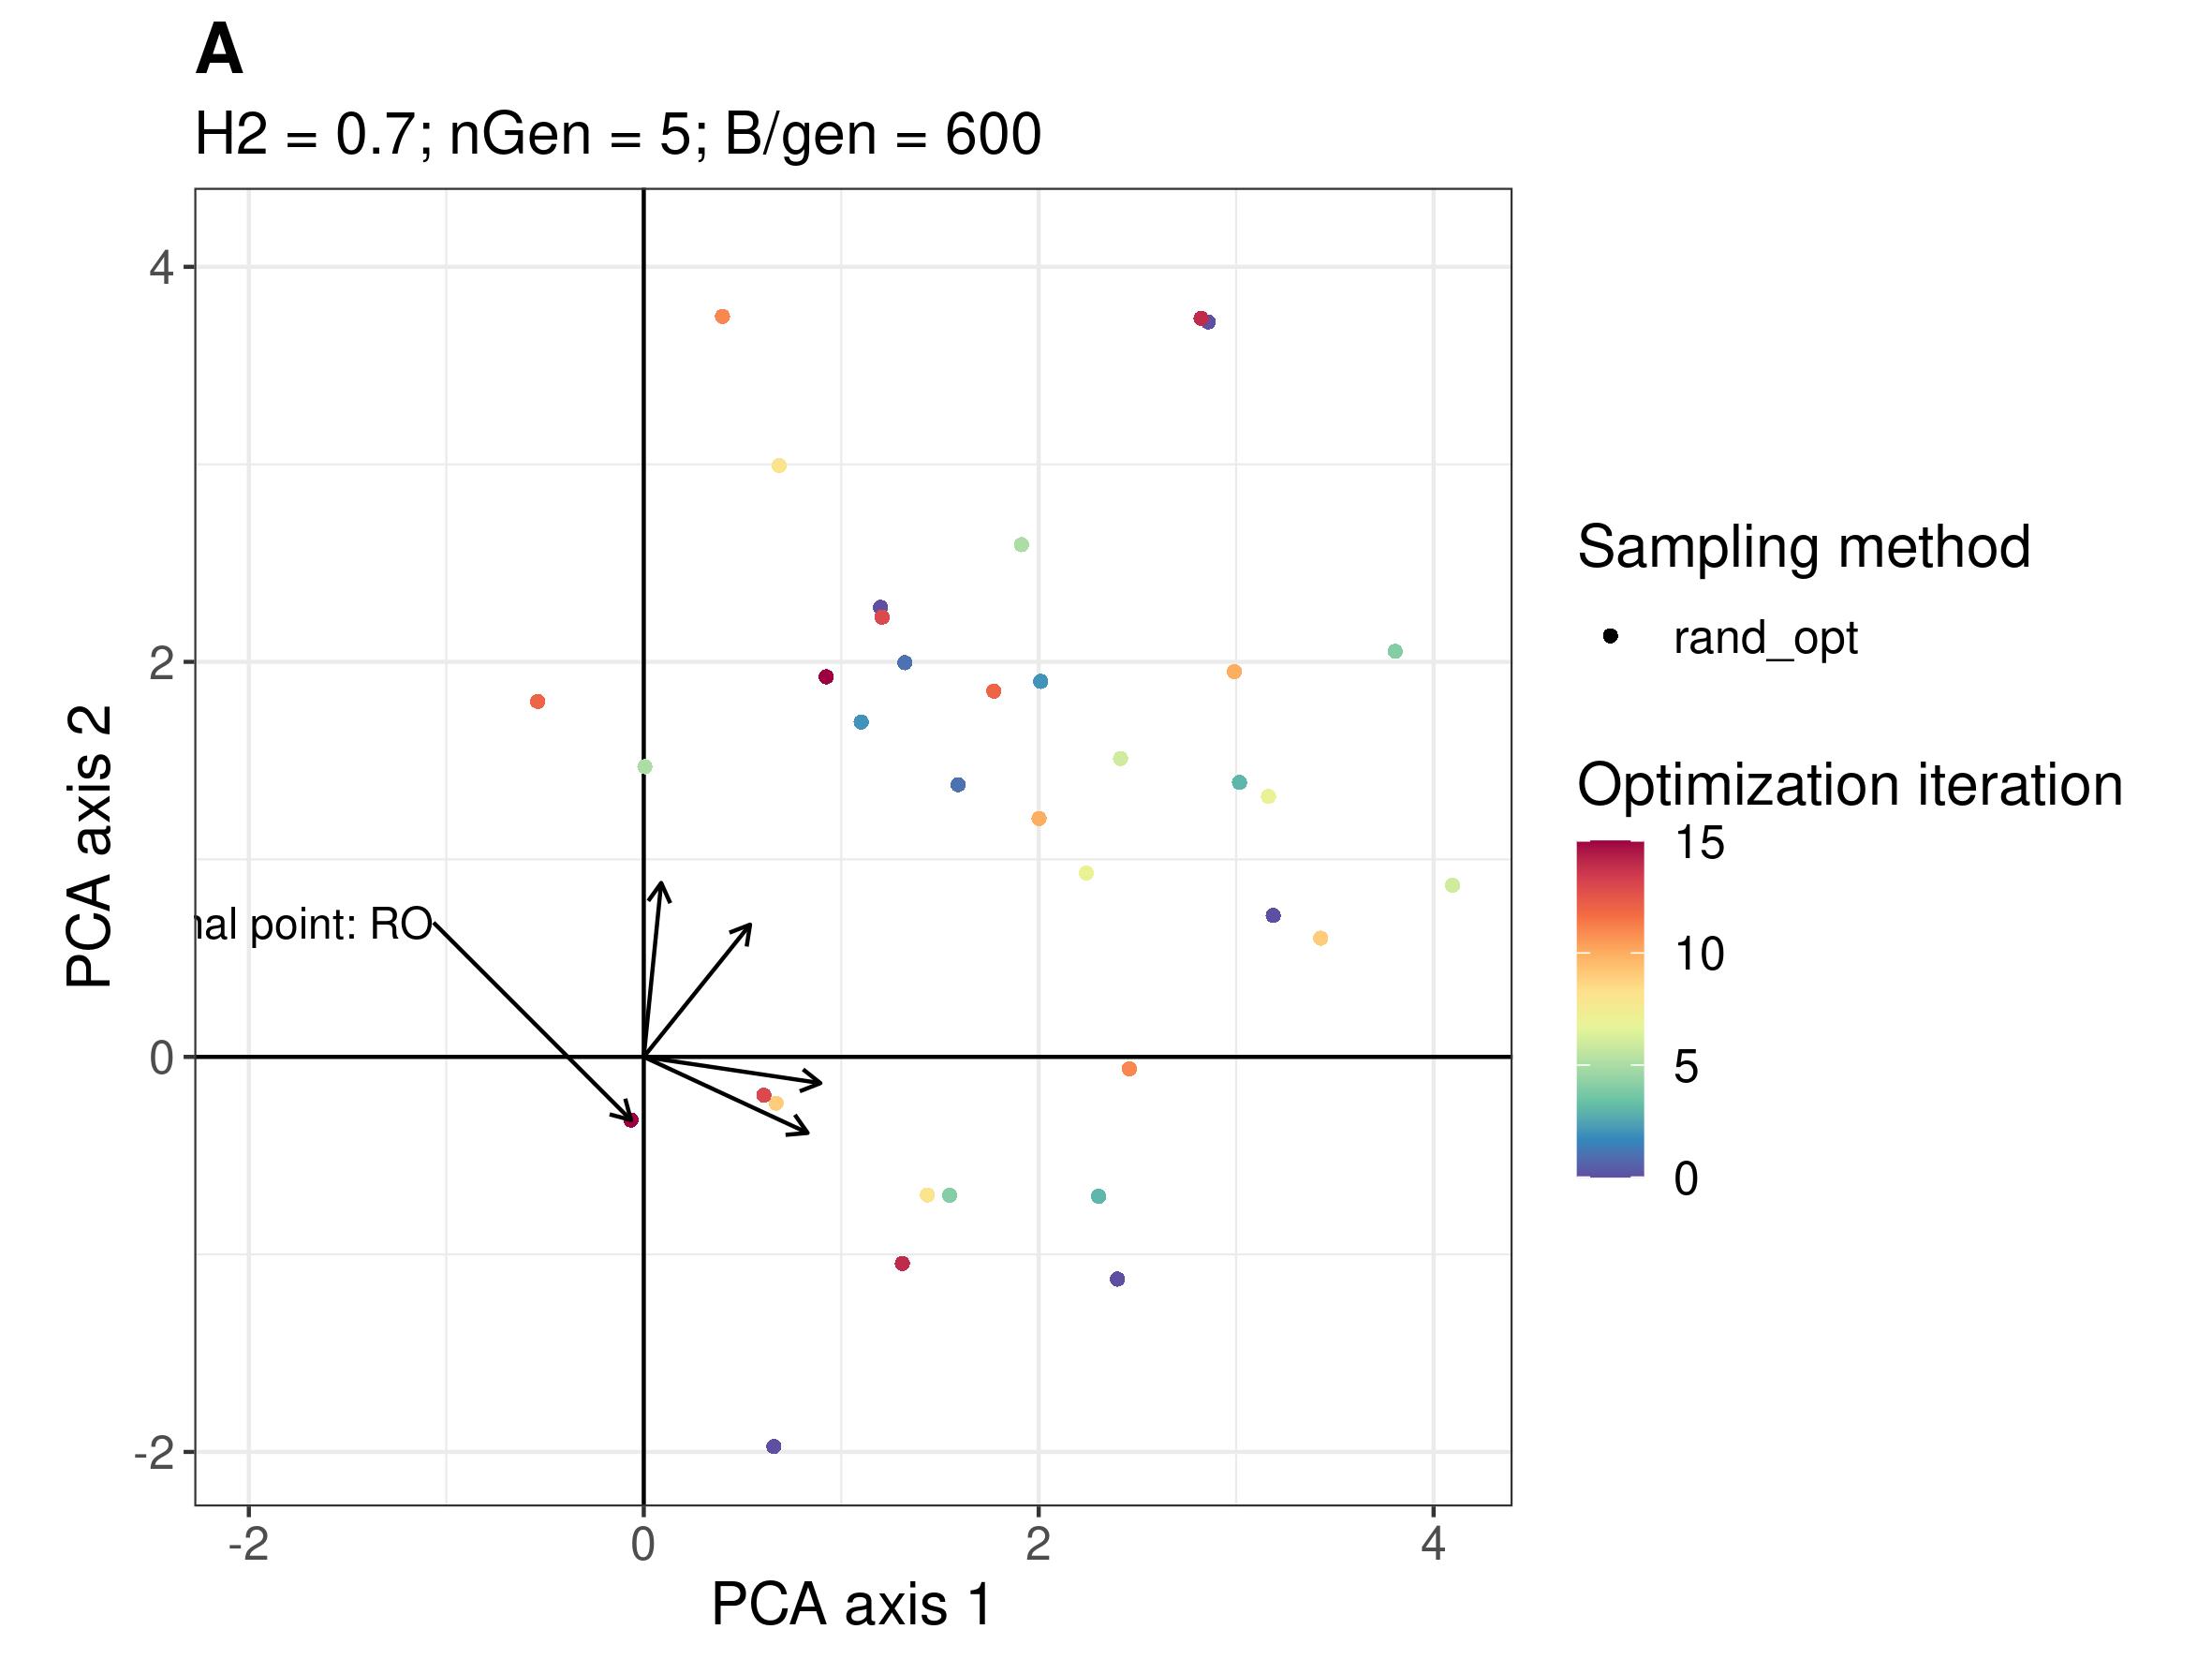 A
H2 = 0.7; nGen = 5; B/gen = 600
4
2
0
-2
PCA axis 2
point: RO
-2
0
2
4
PCA axis 1
Sampling method
rand_opt
Optimization iteration
15
10
5
0